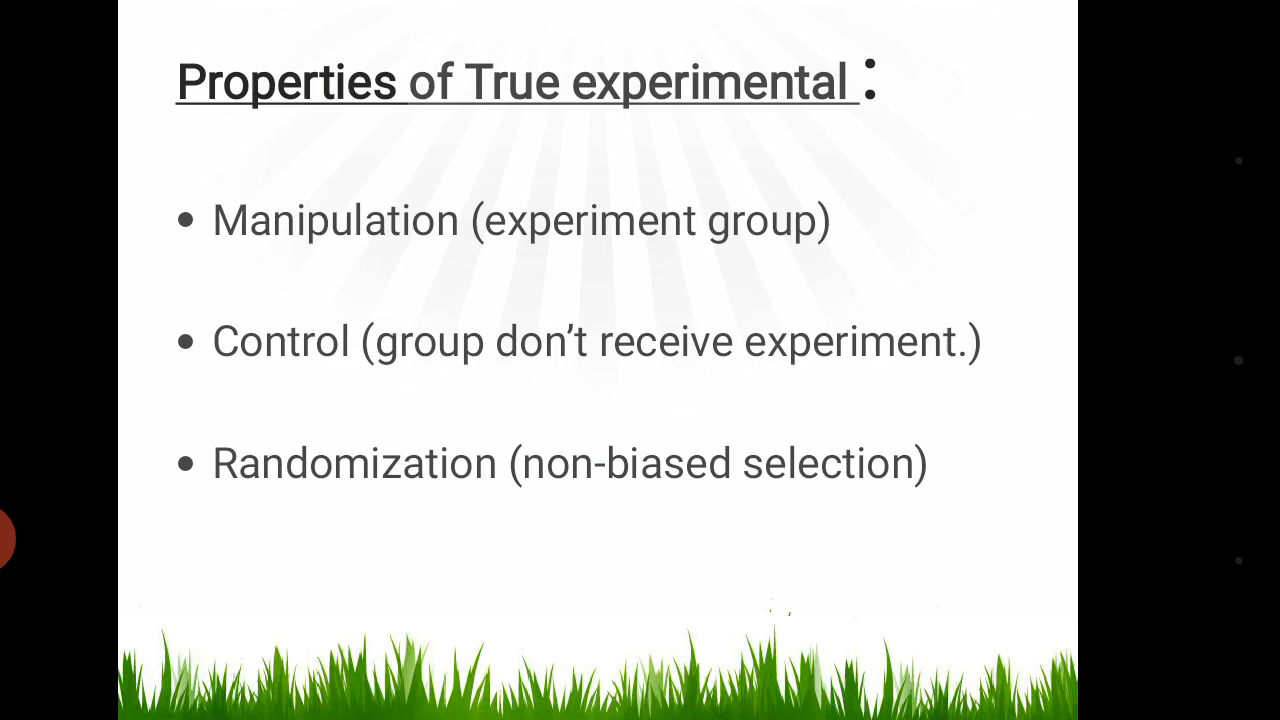 Properties of True experimental :
• Manipulation (experiment group)
• Control (group don’t receive experiment.)
• Randomization (non-biased selection)